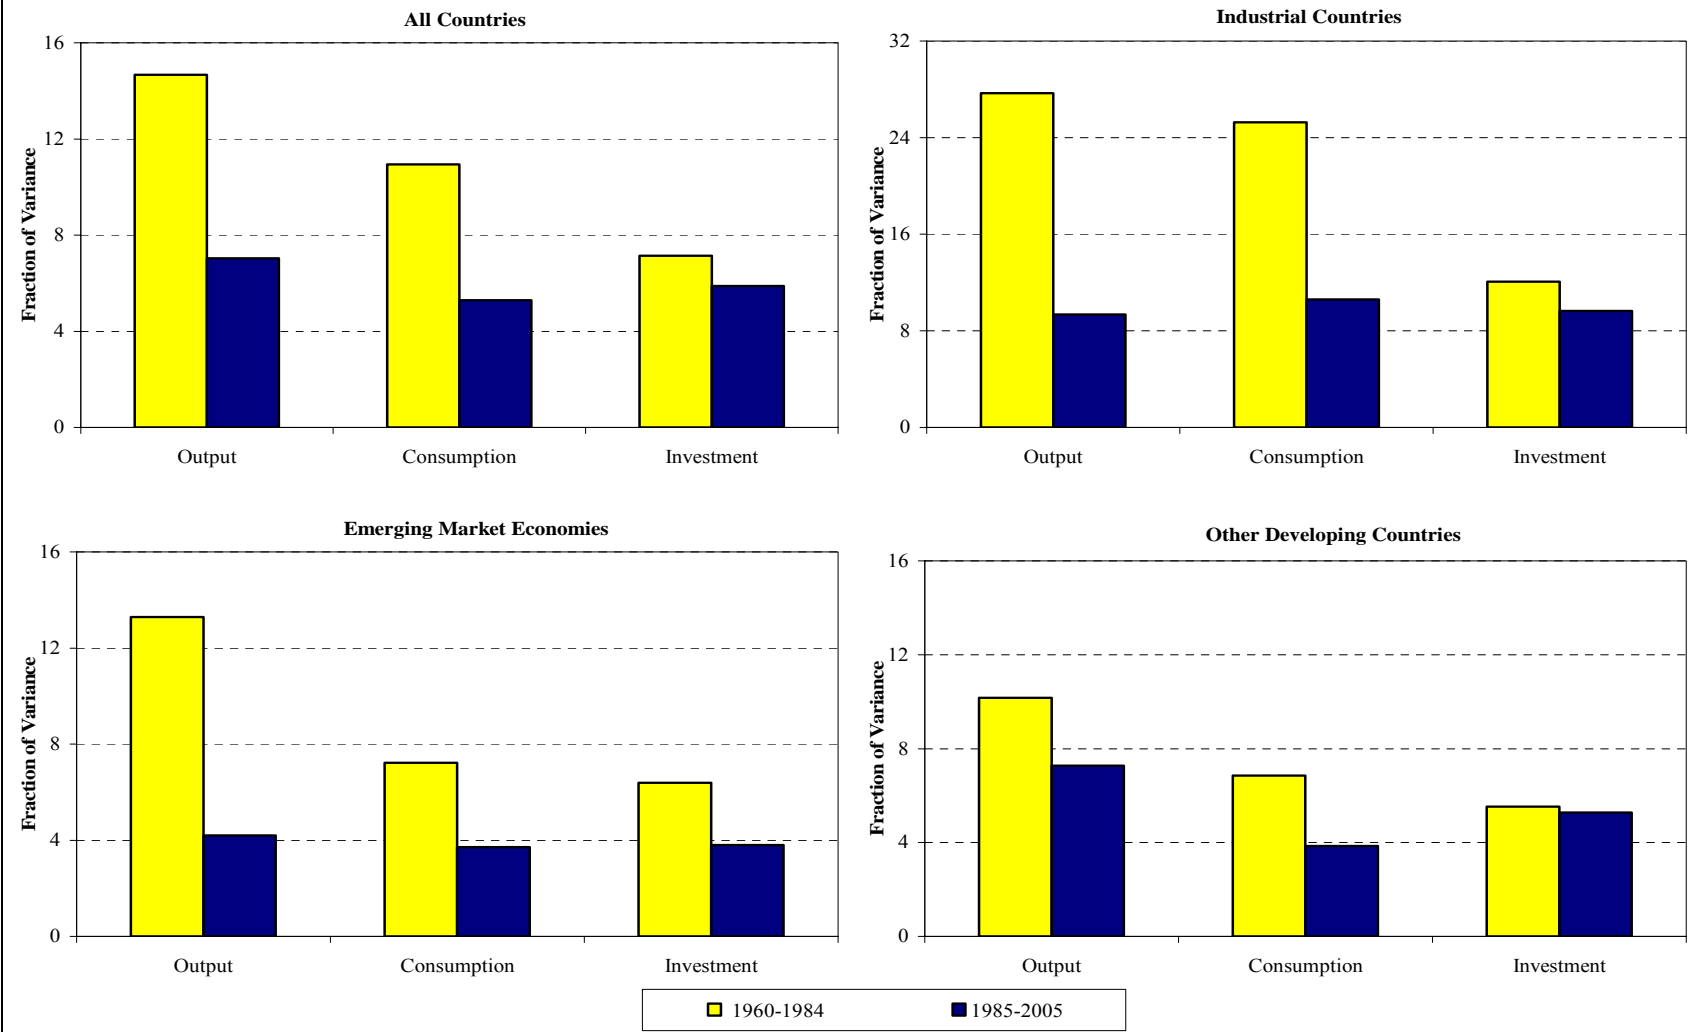 All Countries
16
12
8
4
0
Fraction of Variance
Output Consumption Investment
Industrial Countries
32
24
16
8
0
Fraction of Variance
Output Consumption Investment
Emerging Market Economies
16
12
8
4
0
Fraction of Variance
Output Consumption Investment
Other Developing Countries
16
12
8
4
0
Fraction of Variance
Output Consumption Investment
1960-1984 1985-2005